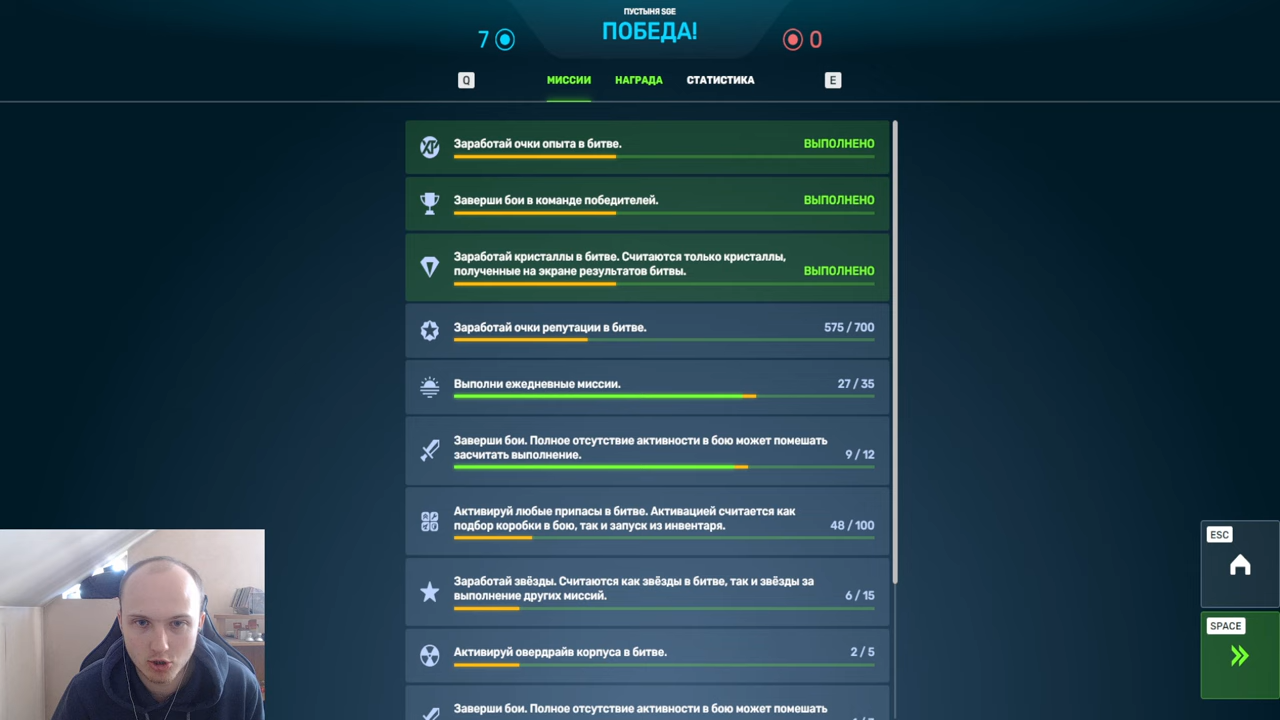 ПУСТЫНЯ SGE
ПОБЕДА!
7
0
Q
МИССИИ
НАГРАДА
СТАТИСТИКА
E
XP
Заработай очки опыта в битве.
ВЫПОЛНЕНО
Заверши бои в команде победителей.
ВЫПОЛНЕНО
Заработай кристаллы в битве. Считаются только кристаллы,
полученные на экране результатов битвы.
ВЫПОЛНЕНО
Заработай очки репутации в битве.
575 / 700
Выполни ежедневные миссии.
27 / 35
Заверши бои. Полное отсутствие активности в бою может помешать
засчитать выполнение.
9 / 12
Активируй любые припасы в битве. Активацией считается как
подбор коробки в бою, так и запуск из инвентаря.
48 / 100
Заработай звёзды. Считаются как звёзды в битве, так и звёзды за
выполнение других миссий.
6 / 15
Активируй овердрайв корпуса в битве.
2 / 5
Заверши бои. Полное отсутствие активности в бою может помешать
ESC
SPACE